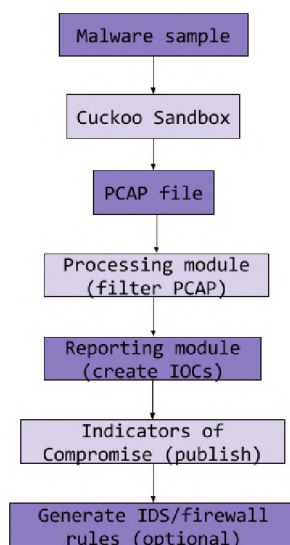 Malware sample
Cuckoo Sandbox
PCAP file
Processing module
(filter PCAP)
Reporting module
(create IOCs)
Indicators of
Compromise (publish)
Generate IDS/firewall
rules (optional)